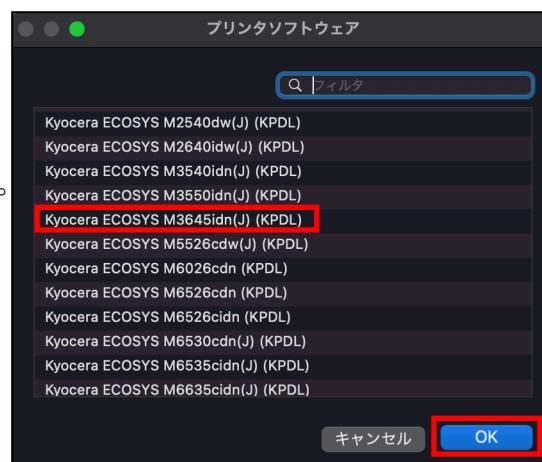 プリンタソフトウェア
フィルタ
Kyocera ECOSYS M2540dw(J) (KPDL)
Kyocera ECOSYS M2640idw(J) (KPDL)
Kyocera ECOSYS M3540idn(J) (KPDL)
Kyocera ECOSYS M3550idn(J) (KPDL)
Kyocera ECOSYS M3645idn(J) (KPDL)
Kyocera ECOSYS M5526cdw(J) (KPDL)
Kyocera ECOSYS M6026cdn (KPDL)
Kyocera ECOSYS M6526cdn (KPDL)
Kyocera ECOSYS M6526cidn (KPDL)
Kyocera ECOSYS M6530cdn(J) (KPDL)
Kyocera ECOSYS M6535cidn(J) (KPDL)
Kyocera ECOSYS M6635cidn(J) (KPDL)
キャンセル OK